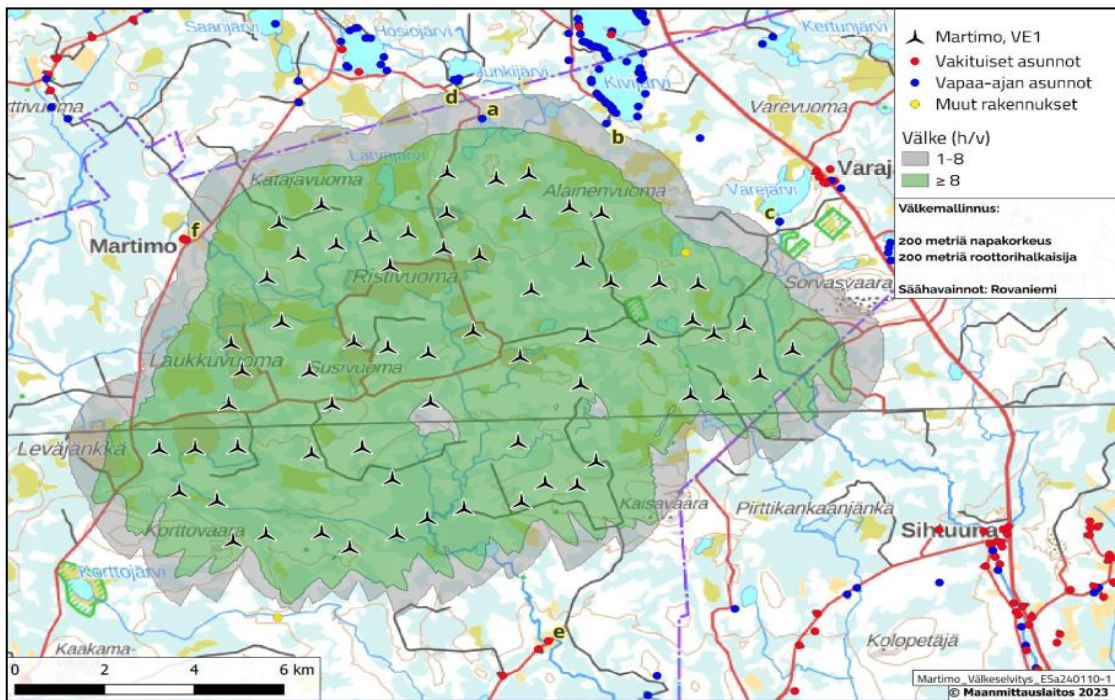 Saarijärvi
Hosiojärvi
Kertunjärvi
Junkijärvi
Kivijärvi
Varevuoma
d
a
b
Latvajärvi
Katajavuoma
Alainenvuoma
Varejärvi
Varaj
c
f
Martimo
Ristivuoma
Sorvasvaara
Laukkuvuoma
Susivuoma
Leväjänkkä
Korttovaara
Kaisavaara
Pirttikankaanjänkä
Sihtuuna
Korttojärvi
e
Kolopetäjä
Kaakama-
Martimo, VE1
Vakituiset asunnot
Vapaa-ajan asunnot
Muut rakennukset
Välke (h/v)
1-8
≥ 8
Välkemallinnus:
200 metriä napakorkeus
200 metriä roottorihalkaisija
Säähavainnot: Rovaniemi
0 2 4 6 km
Martimo_Välkeselvitys_ESa240110-1
© Maanmittauslaitos 2023